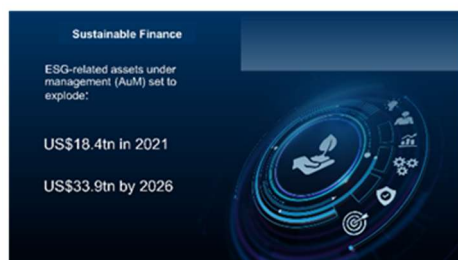 Sustainable Finance
ESG-related assets under
management (AuM) set to
explode:
US$18.4tn in 2021
US$33.9tn by 2026